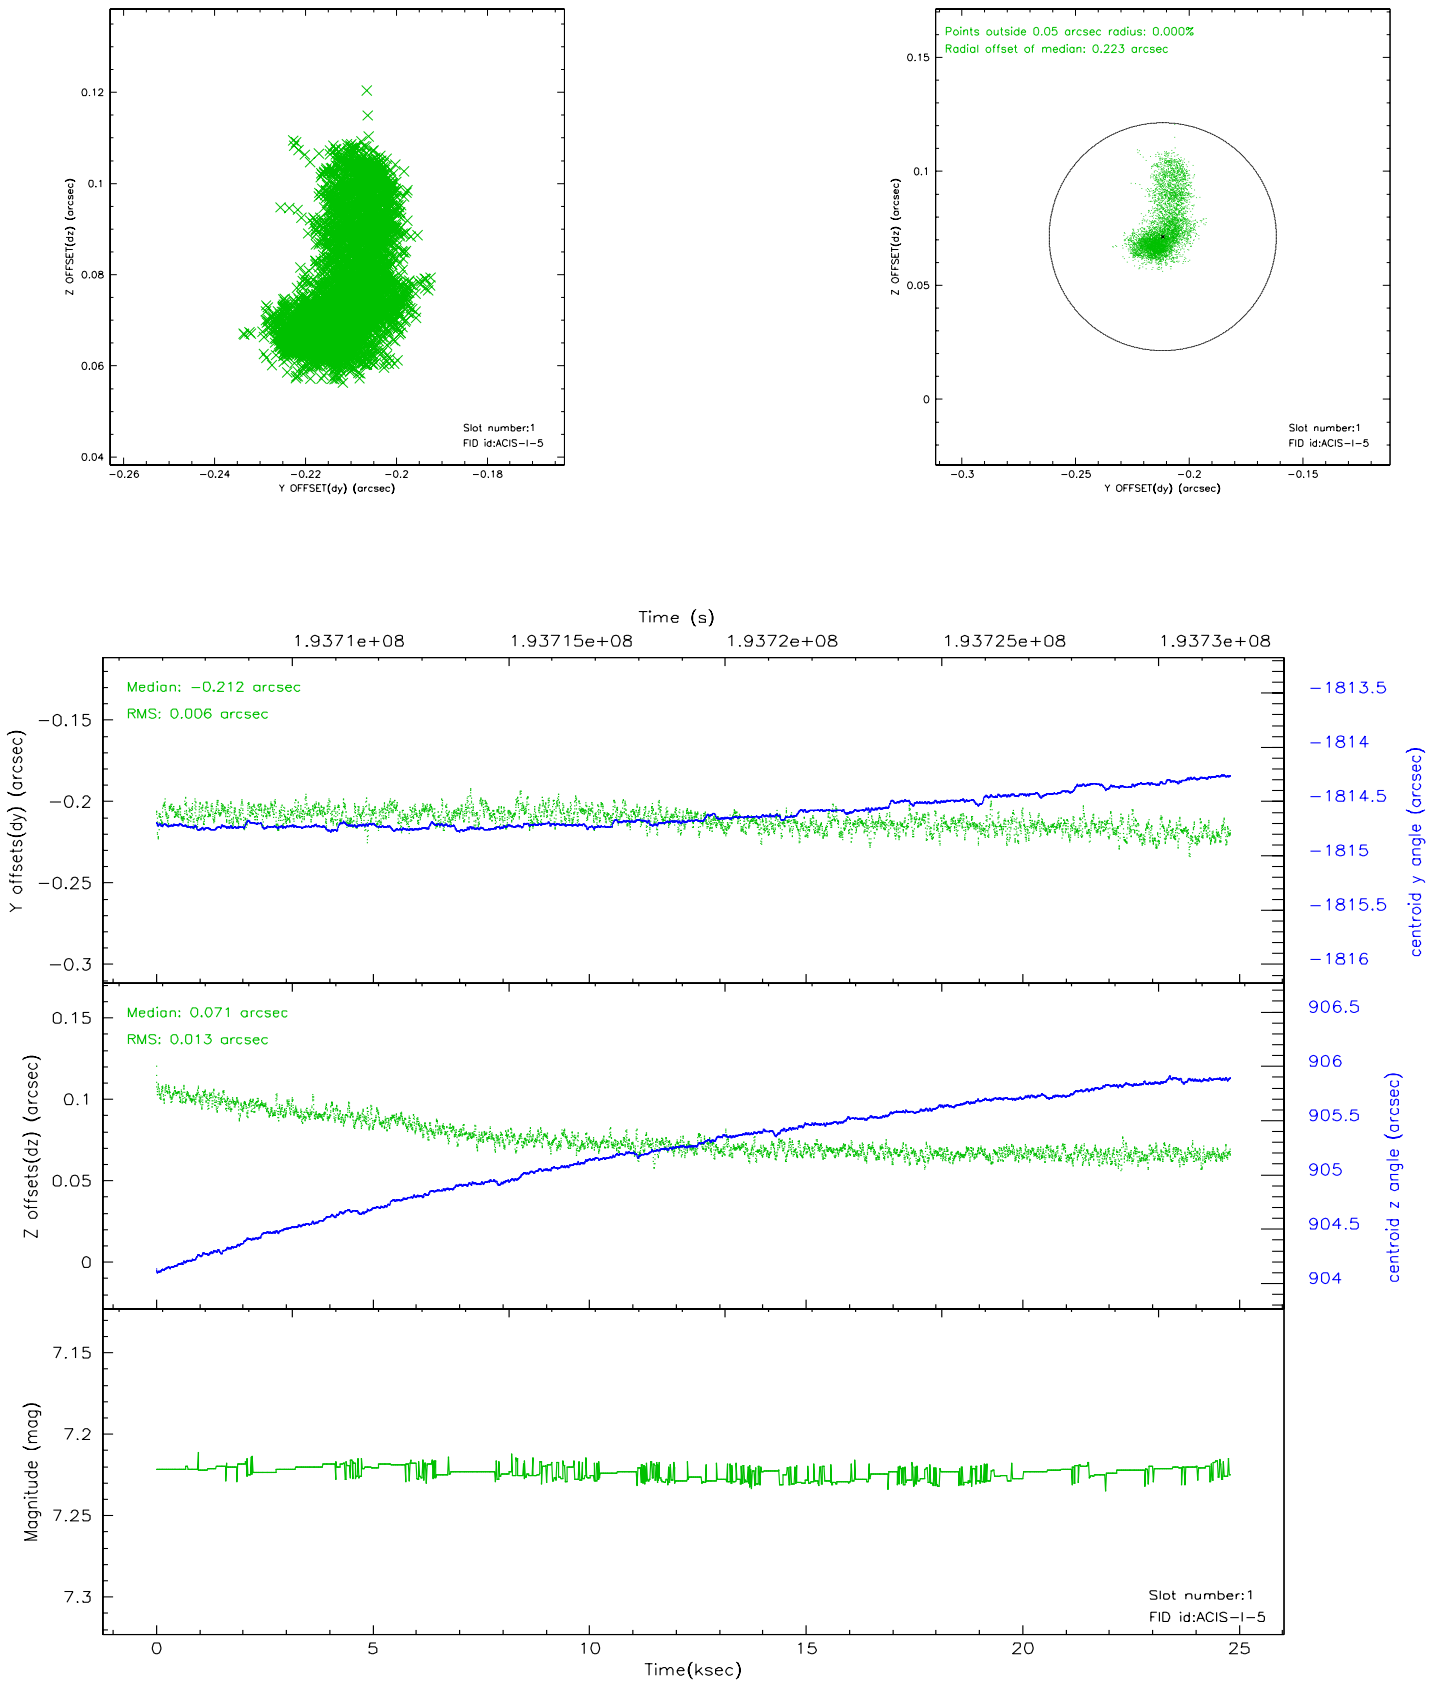 0.12
0.1
0.08
0.06
0.04
Z OFFSET(dz) (arcsec)
Slot number:1
FID id:ACIS-I-5
-0.26
-0.24
-0.22
-0.2
-0.18
Y OFFSET(dy) (arcsec)
Points outside 0.05 arcsec radius: 0.000%
Radial offset of median: 0.223 arcsec
0.15
0.1
0.05
0
Z OFFSET(dz) (arcsec)
Slot number:1
FID id:ACIS-I-5
-0.3
-0.25
-0.2
-0.15
Y OFFSET(dy) (arcsec)
Time (s)
1.9371e+08
1.93715e+08
1.9372e+08
1.93725e+08
1.9373e+08
Median: -0.212 arcsec
RMS: 0.006 arcsec
-0.15
-0.2
-0.25
-0.3
Y offsets(dy) (arcsec)
-1813.5
-1814
-1814.5
-1815
-1815.5
-1816
centroid y angle (arcsec)
Median: 0.071 arcsec
RMS: 0.013 arcsec
0.15
0.1
0.05
0
Z offsets(dz) (arcsec)
906.5
906
905.5
905
904.5
904
centroid z angle (arcsec)
7.15
7.2
7.25
7.3
Magnitude (mag)
Slot number:1
FID id:ACIS-I-5
0
5
10
15
20
25
Time(ksec)